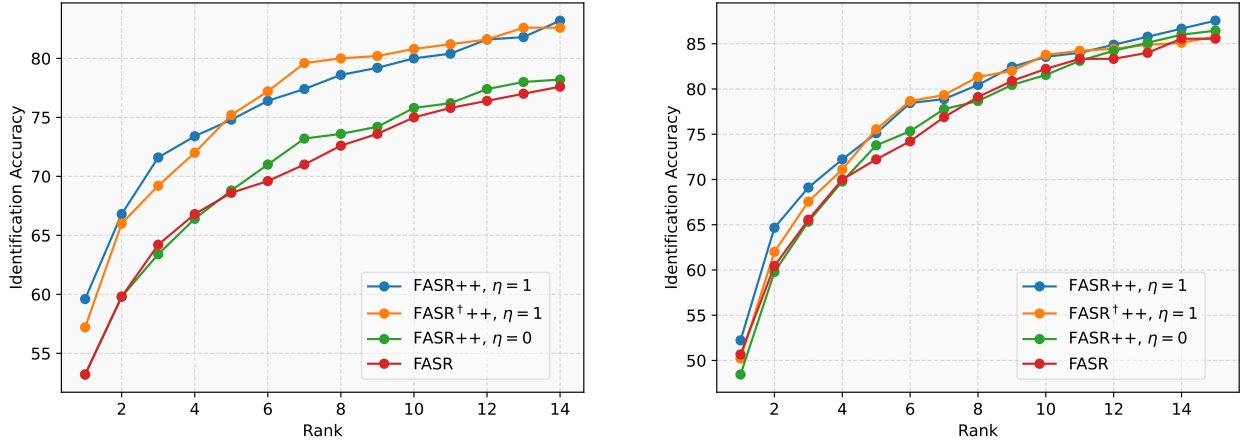 80
75
70
65
60
55
2 4 6 8 10 12 14
Identification Accuracy
Rank
FASR++, η = 1
FASR†++, η = 1
FASR++, η = 0
FASR
85
80
75
70
65
60
55
50
2 4 6 8 10 12 14
Identification Accuracy
Rank
FASR++, η = 1
FASR†++, η = 1
FASR++, η = 0
FASR